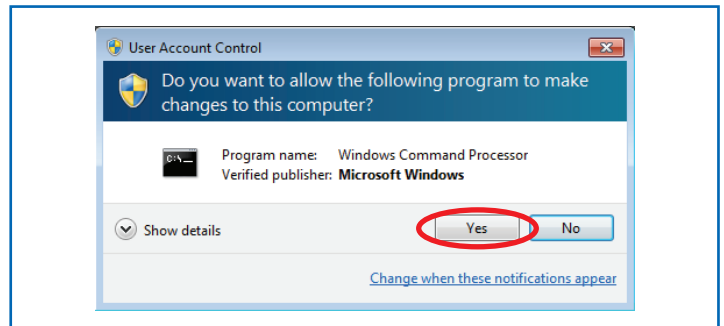 User Account Control
Do you want to allow the following program to make
changes to this computer?
C:\_
Program name: Windows Command Processor
Verified publisher: Microsoft Windows
Show details
Yes No
Change when these notifications appear